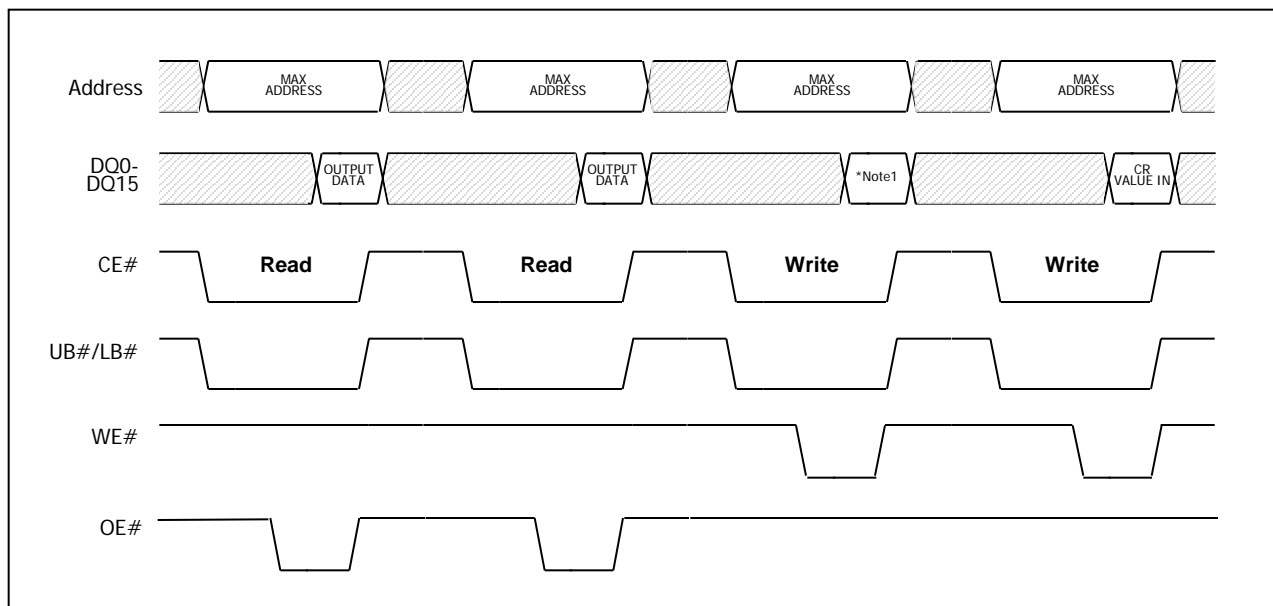 Address
MAX
ADDRESS
MAX
ADDRESS
MAX
ADDRESS
MAX
ADDRESS
DQ0-
DQ15
OUTPUT
DATA
OUTPUT
DATA
*Note1
CR
VALUE IN
CE#
Read
Read
Write
Write
UB#/LB#
WE#
OE#